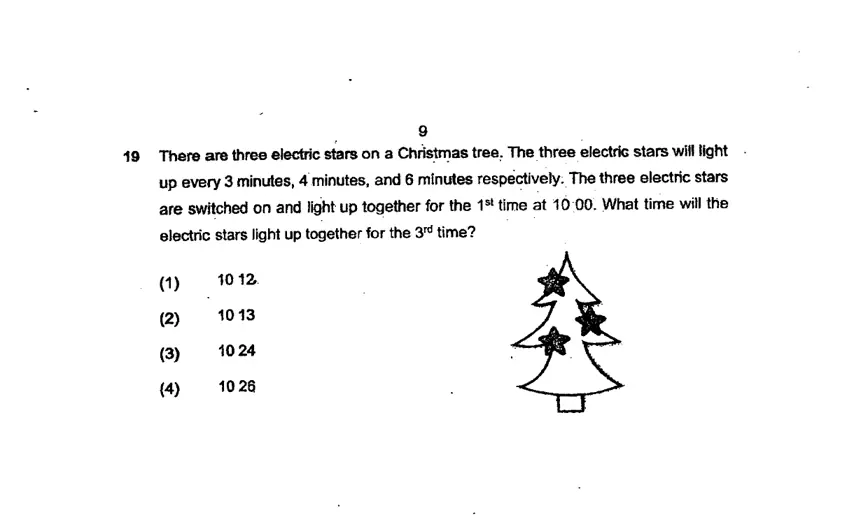 9
19 There are three electric stars on a Christmas tree. The three electric stars will light
up every 3 minutes, 4 minutes, and 6 minutes respectively. The three electric stars
are switched on and light up together for the 1st time at 10 00. What time will the
electric stars light up together for the 3rd time?
(1) 10 12
(2) 10 13
(3) 10 24
(4) 10 26